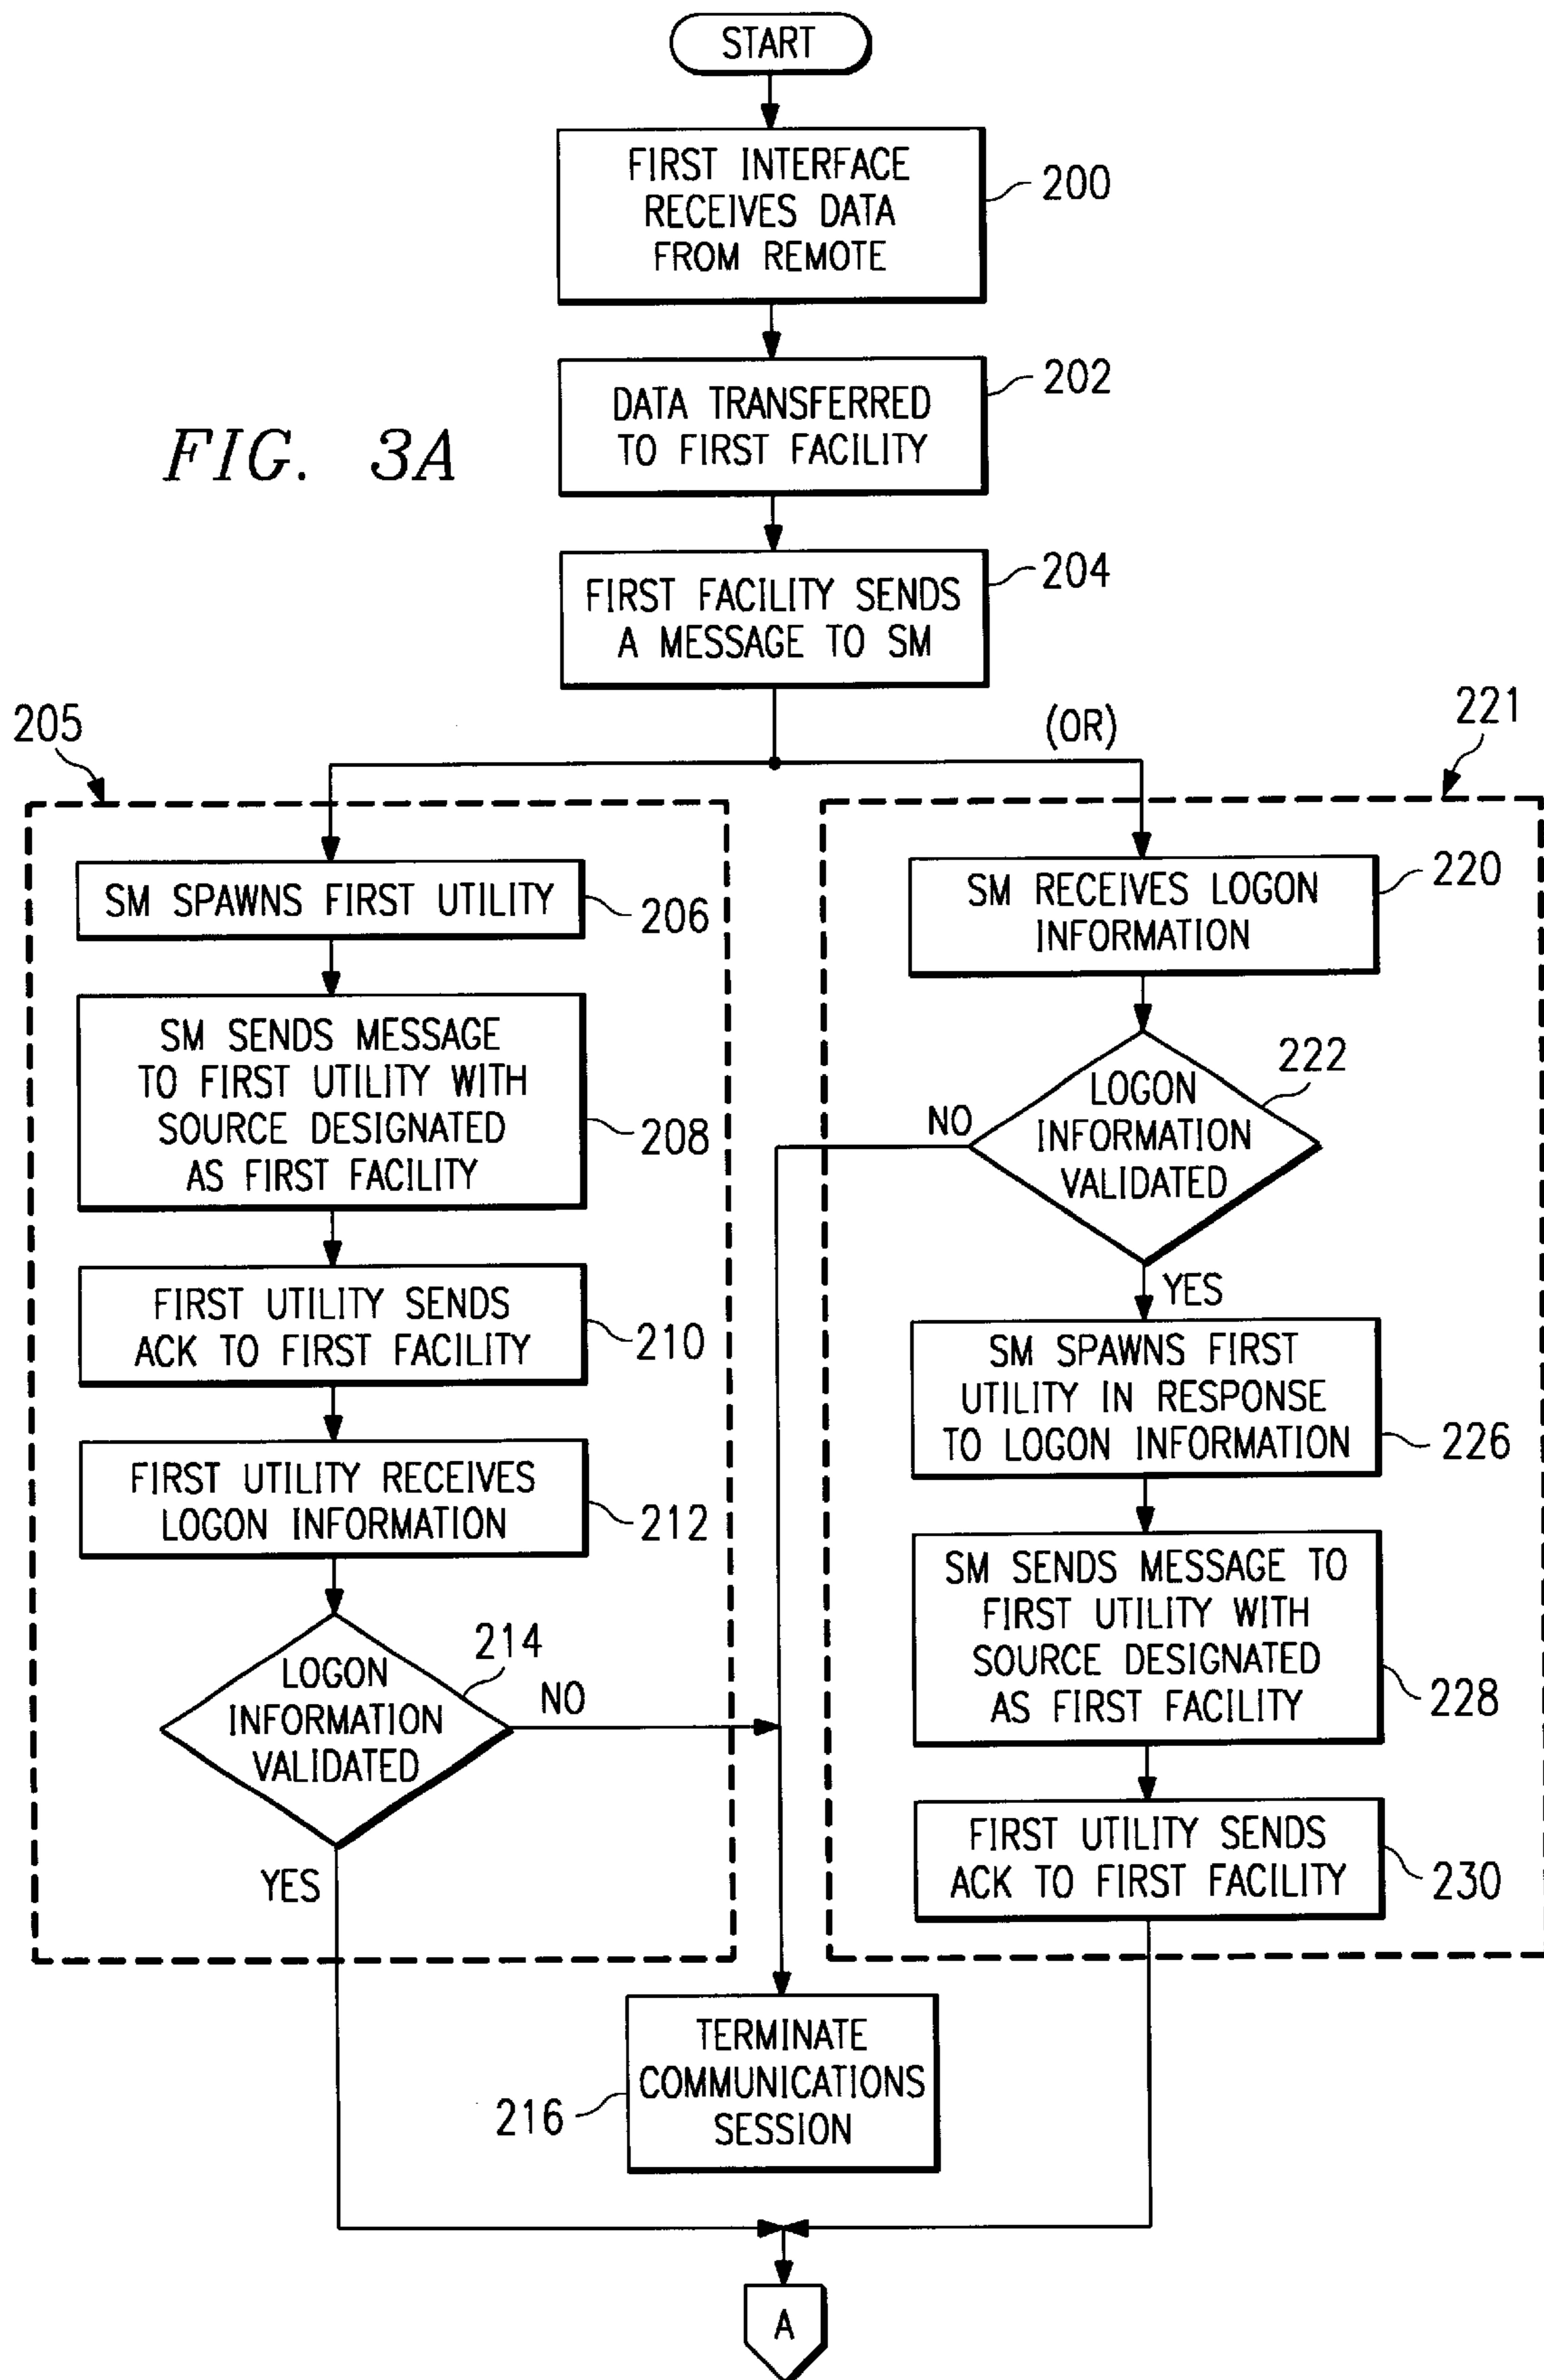 START
FIRST INTERFACE
RECEIVES DATA
FROM REMOTE
200
DATA TRANSFERRED
TO FIRST FACILITY
202
FIG. 3A
FIRST FACILITY SENDS
A MESSAGE TO SM
204
(OR)
205
SM SPAWNS FIRST UTILITY
206
SM SENDS MESSAGE
TO FIRST UTILITY WITH
SOURCE DESIGNATED
AS FIRST FACILITY
208
FIRST UTILITY SENDS
ACK TO FIRST FACILITY
210
FIRST UTILITY RECEIVES
LOGON INFORMATION
212
LOGON
INFORMATION
VALIDATED
214
NO
YES
221
SM RECEIVES LOGON
INFORMATION
220
LOGON
INFORMATION
VALIDATED
222
NO
YES
SM SPAWNS FIRST
UTILITY IN RESPONSE
TO LOGON INFORMATION
226
SM SENDS MESSAGE TO
FIRST UTILITY WITH
SOURCE DESIGNATED
AS FIRST FACILITY
228
FIRST UTILITY SENDS
ACK TO FIRST FACILITY
230
TERMINATE
COMMUNICATIONS
SESSION
216
A